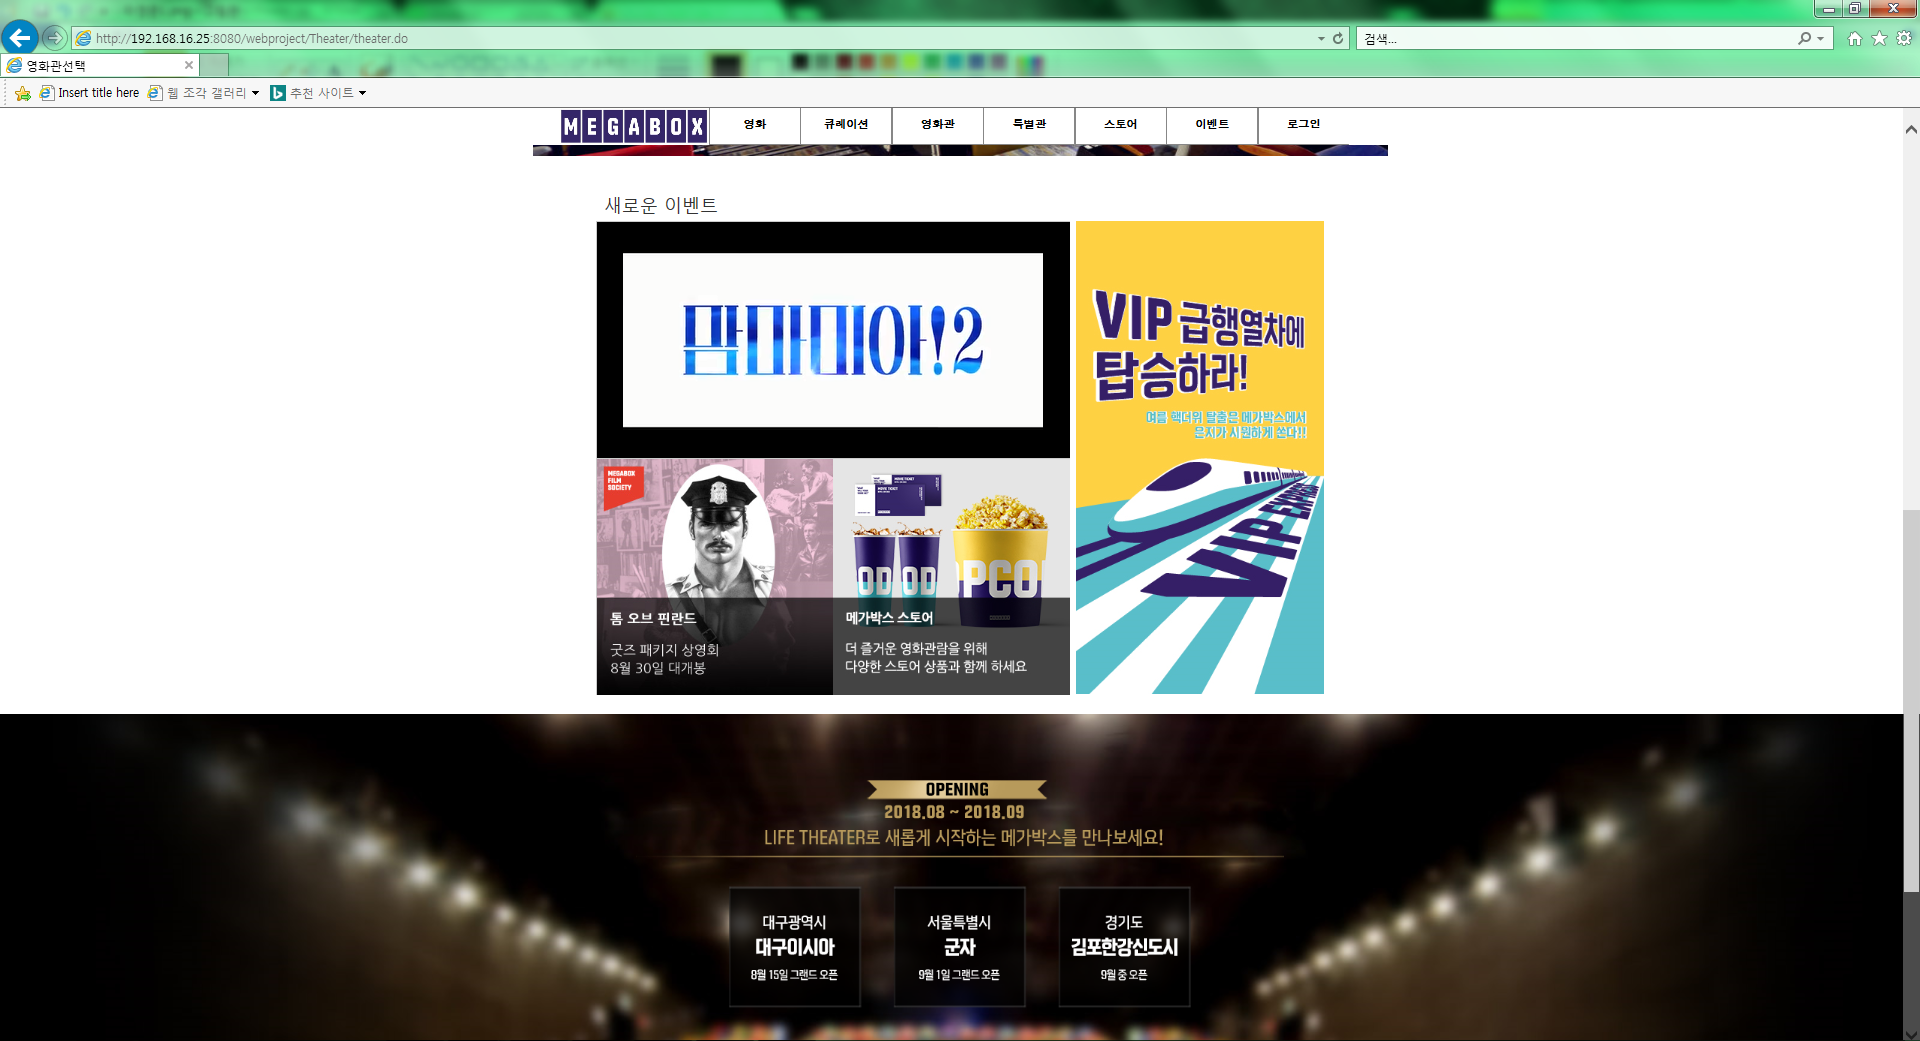 http://192.168.16.25:8080/webproject/Theater/theater.do
검색...
영화관선택
Insert title here
웹 조각 갤러리
추천 사이트
MEGABOX
영화
큐레이션
영화관
특별관
스토어
이벤트
로그인
새로운 이벤트
맘마미아!2
VIP 급행열차에
탑승하라!
여름 핵더위 탈출은 메가박스에서
은지가 시원하게 쏜다!!
VIP EXPRESS
MEGABOX
FILM
SOCIETY
톰 오브 핀란드
굿즈 패키지 상영회
8월 30일 대개봉
MOVIE TICKET
OD
OD
OPCO
메가박스 스토어
더 즐거운 영화관람을 위해
다양한 스토어 상품과 함께 하세요
OPENING
2018.08 ~ 2018.09
LIFE THEATER로 새롭게 시작하는 메가박스를 만나보세요!
대구광역시
대구이시아
8월 15일 그랜드 오픈
서울특별시
군자
9월 1일 그랜드 오픈
경기도
김포한강신도시
9월 중 오픈